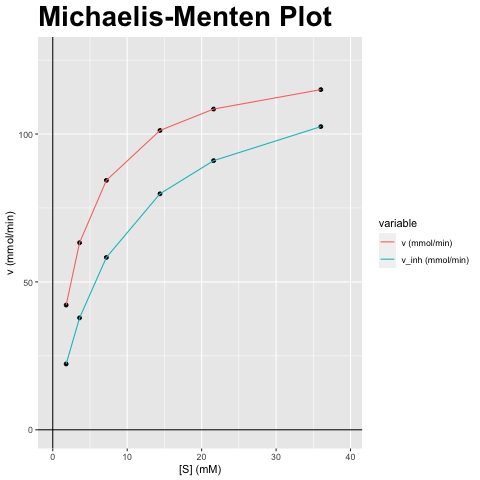 Michaelis-Menten Plot
v (mmol/min)
100
50
0
0 10 20 30 40
[S] (mM)
variable
v (mmol/min)
v_inh (mmol/min)